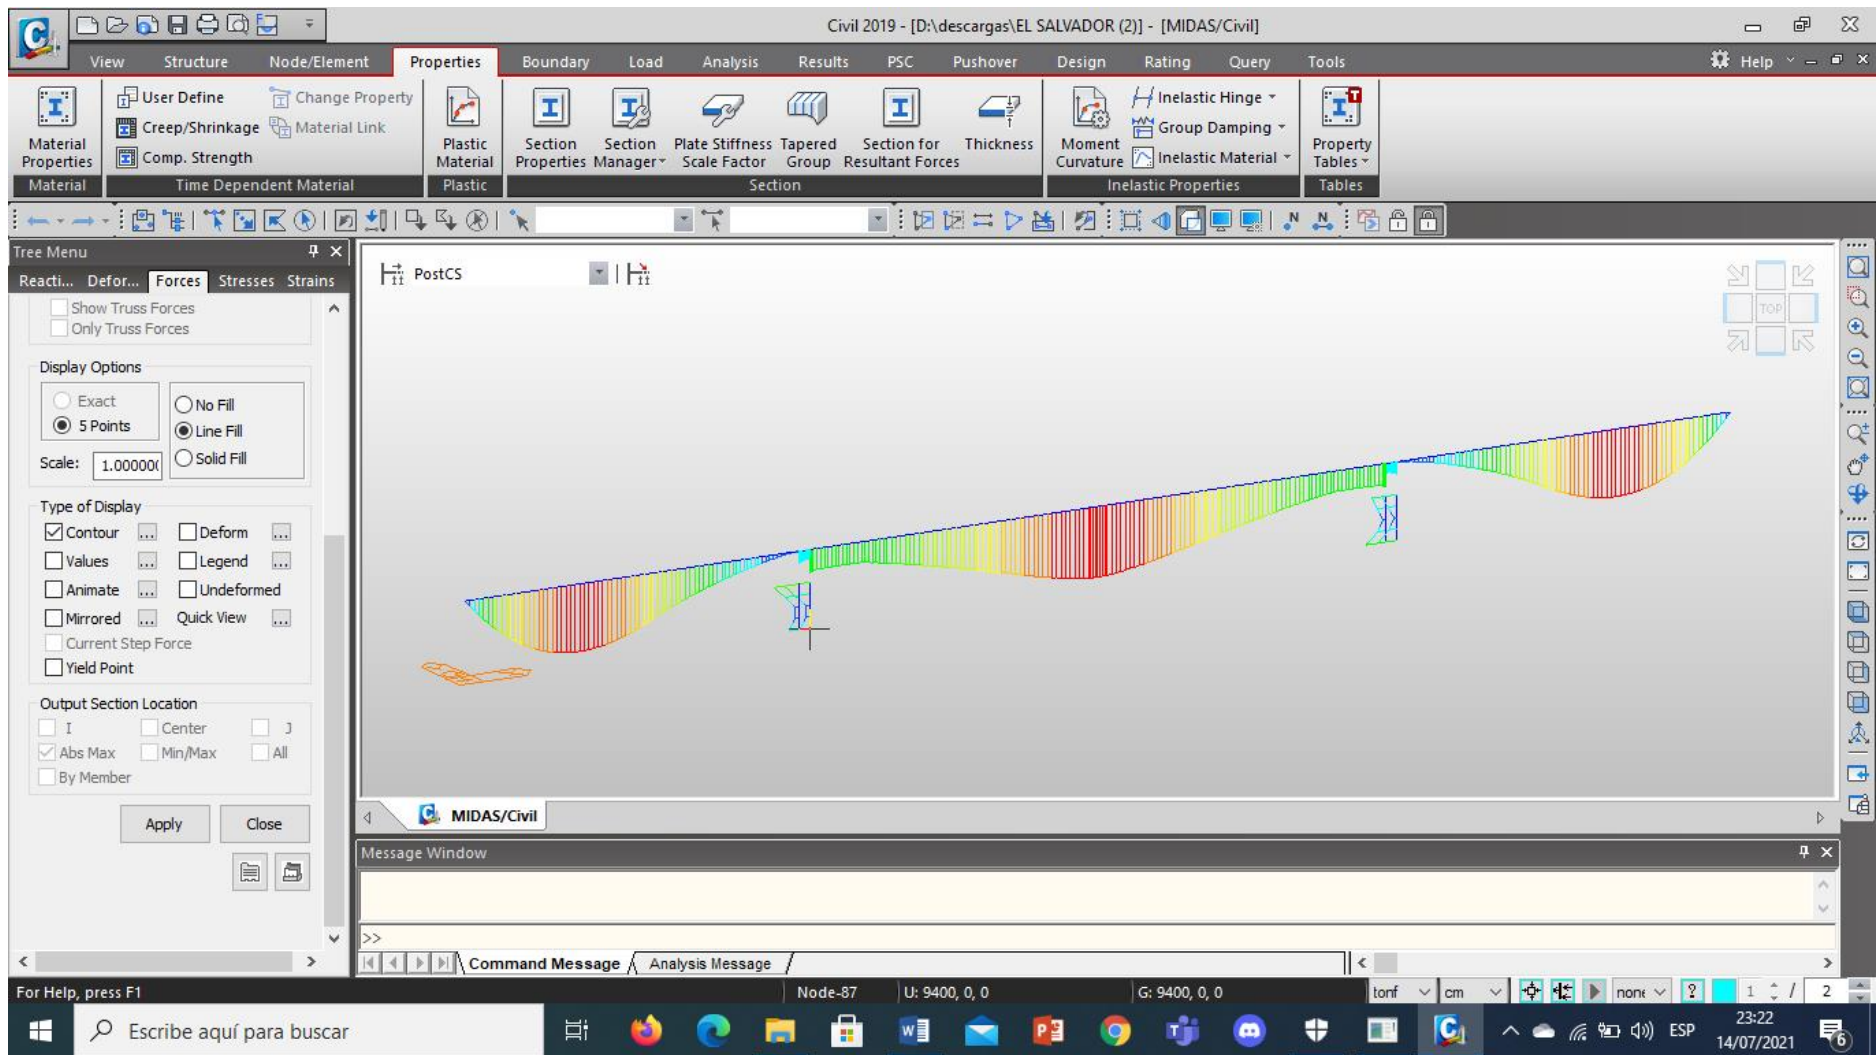 Civil 2019 - [D:\descargas\EL SALVADOR (2)] - [MIDAS/Civil]
View Structure Node/Element Properties Boundary Load Analysis Results PSC Pushover Design Rating Query Tools Help
User Define Change Property
Creep/Shrinkage Material Link
Comp. Strength
Material Properties
Plastic Material
Section Properties
Section Manager
Plate Stiffness Scale Factor
Tapered Group
Section for Resultant Forces
Thickness
Moment Curvature
Inelastic Hinge
Group Damping
Inelastic Material
Property Tables
Material Time Dependent Material Plastic Section Inelastic Properties Tables
Tree Menu
Reacti... Defor... Forces Stresses Strains
PostCS
TOP
Show Truss Forces
Only Truss Forces
Display Options
Exact
5 Points
No Fill
Line Fill
Solid Fill
Scale: 1.00000(
Type of Display
Contour ... Deform ...
Values ... Legend ...
Animate ... Undeformed
Mirrored ... Quick View ...
Current Step Force
Yield Point
Output Section Location
I Center J
Abs Max Min/Max All
By Member
Apply Close
MIDAS/Civil
Message Window
>>
Command Message Analysis Message
For Help, press F1 Node-87 U: 9400, 0, 0 G: 9400, 0, 0 tonf cm none ? 1 / 2
Escribe aquí para buscar
ESP
23:22
14/07/2021
6